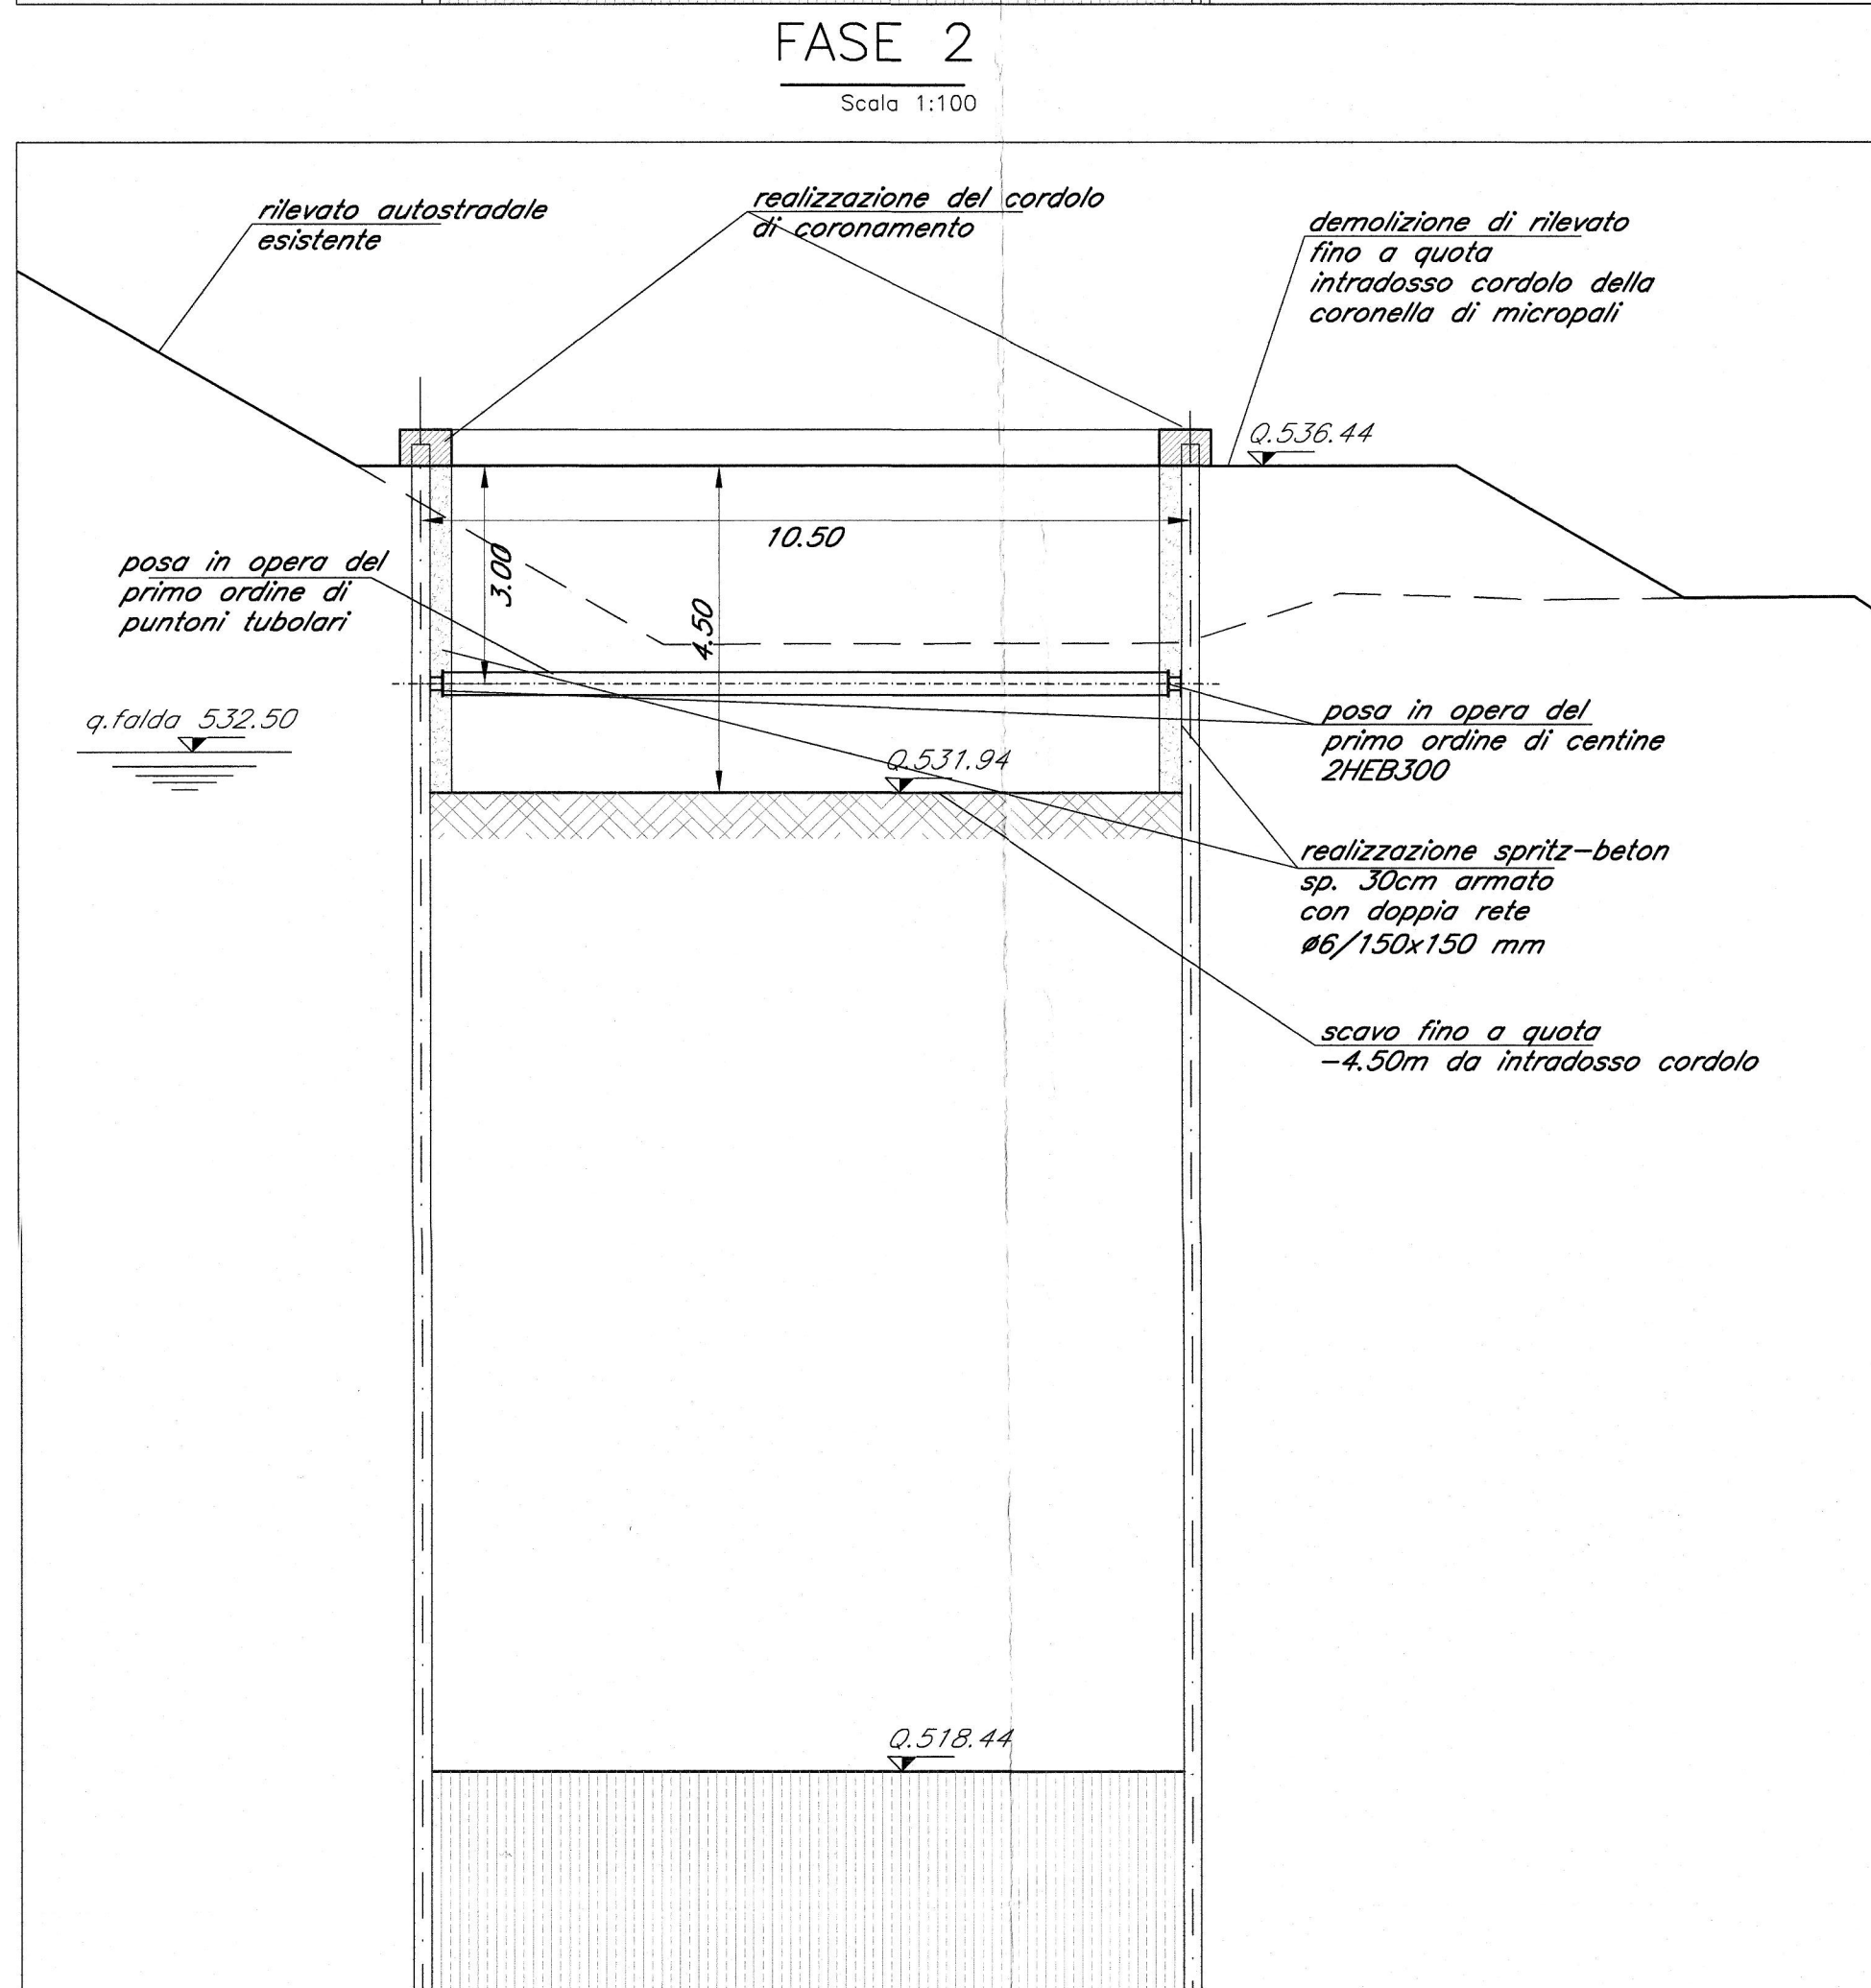 FASE 2
Scala 1:100
rilevato autostradale
esistente
realizzazione del cordolo
di coronamento
demolizione di rilevato
fino a quota
intradosso cordolo della
coronella di micropali
Q.536.44
10.50
3.00
4.50
posa in opera del
primo ordine di
puntoni tubolari
q.falda 532.50
Q.531.94
posa in opera del
primo ordine di centine
2HEB300
realizzazione spritz-beton
sp. 30cm armato
con doppia rete
ø6/150x150 mm
scavo fino a quota
-4.50m da intradosso cordolo
Q.518.44